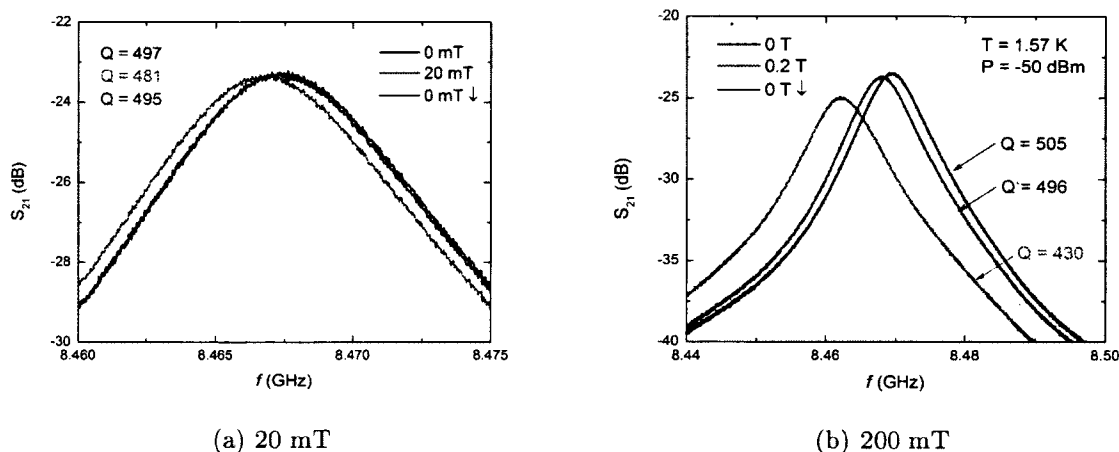 -22
-24
-26
-28
-30
S21 (dB)
Q = 497
Q = 481
Q = 495
0 mT
20 mT
0 mT ↓
8.460
8.465
8.470
8.475
f (GHz)
(a) 20 mT
-20
-25
-30
-35
-40
S21 (dB)
0 T
0.2 T
0 T ↓
T = 1.57 K
P = -50 dBm
Q = 505
Q = 496
Q = 430
8.44
8.46
8.48
8.50
f (GHz)
(b) 200 mT